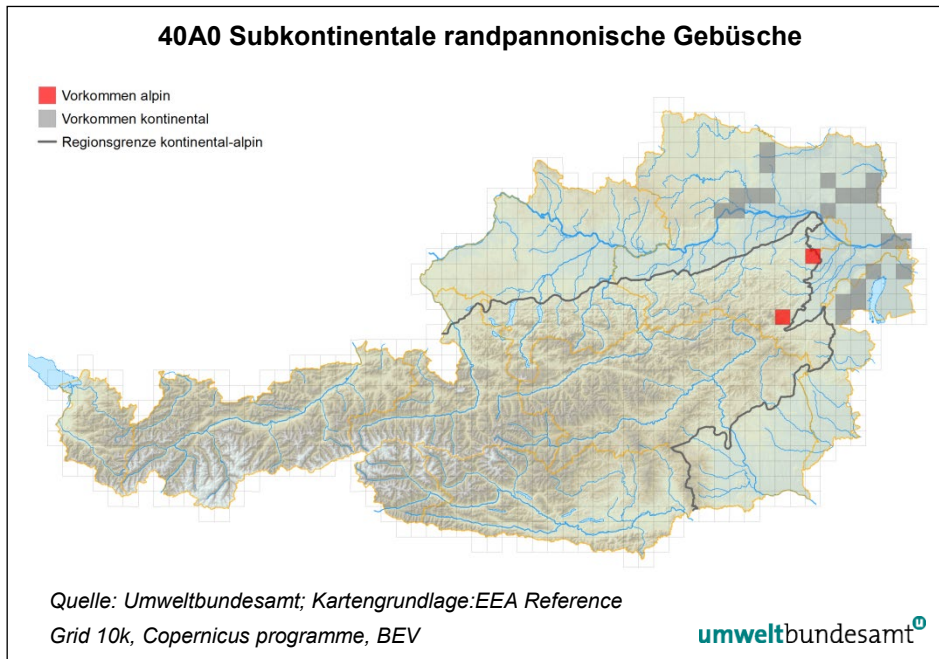 40A0 Subkontinentale randpannonische Gebüsche
Vorkommen alpin
Vorkommen kontinental
Regionsgrenze kontinental-alpin
Quelle: Umweltbundesamt; Kartengrundlage:EEA Reference
Grid 10k, Copernicus programme, BEV
umweltbundesamt u